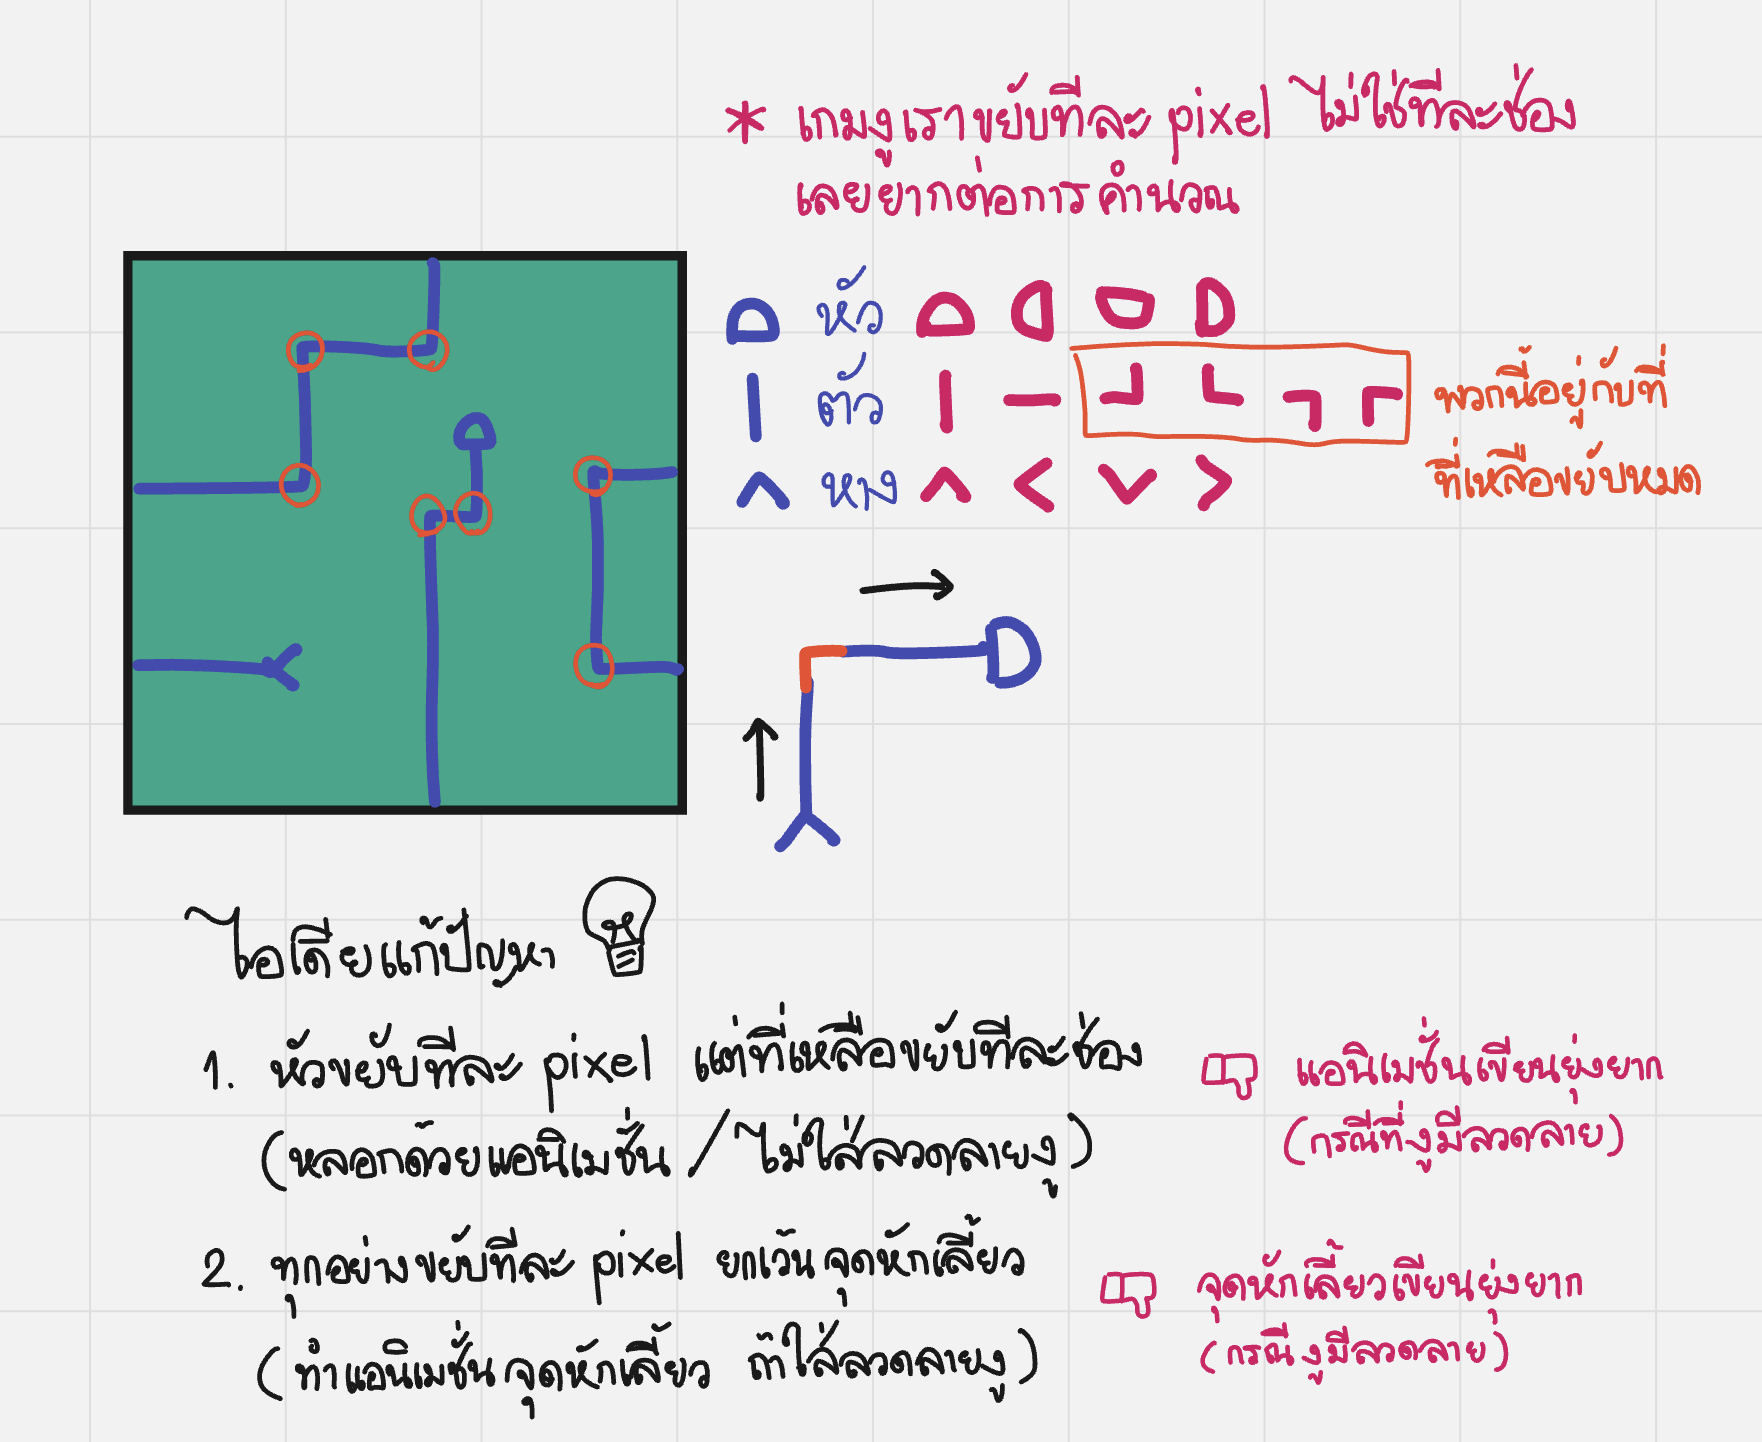 * เกมงูเราขยับทีละ pixel ไม่ใช่ทีละช่อง
เลยยากต่อการคำนวณ
หัว
ตัว
หาง
พวกนี้อยู่กับที่
ที่เหลือขยับหมด
ไอเดียแก้ปัญหา
1. หัวขยับทีละ pixel แต่ที่เหลือขยับทีละช่อง
(หลอกด้วยแอนิเมชั่น / ไม่ใส่ลวดลายงู)
แอนิเมชั่นเขียนยุ่งยาก
(กรณีที่งูมีลวดลาย)
2. ทุกอย่างขยับทีละ pixel ยกเว้นจุดหักเลี้ยว
(ทำแอนิเมชั่นจุดหักเลี้ยว ถ้าใส่ลวดลายงู)
จุดหักเลี้ยวเขียนยุ่งยาก
(กรณีงูมีลวดลาย)